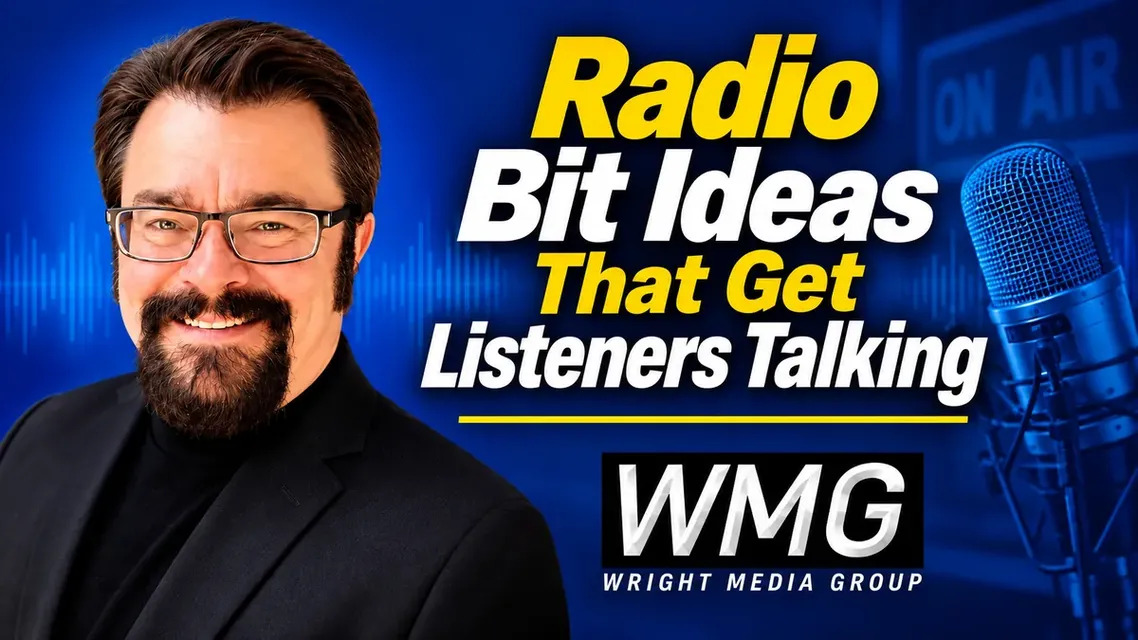 Radio
Bit Ideas
That Get
Listeners Talking
ON AIR
WMG
WRIGHT MEDIA GROUP